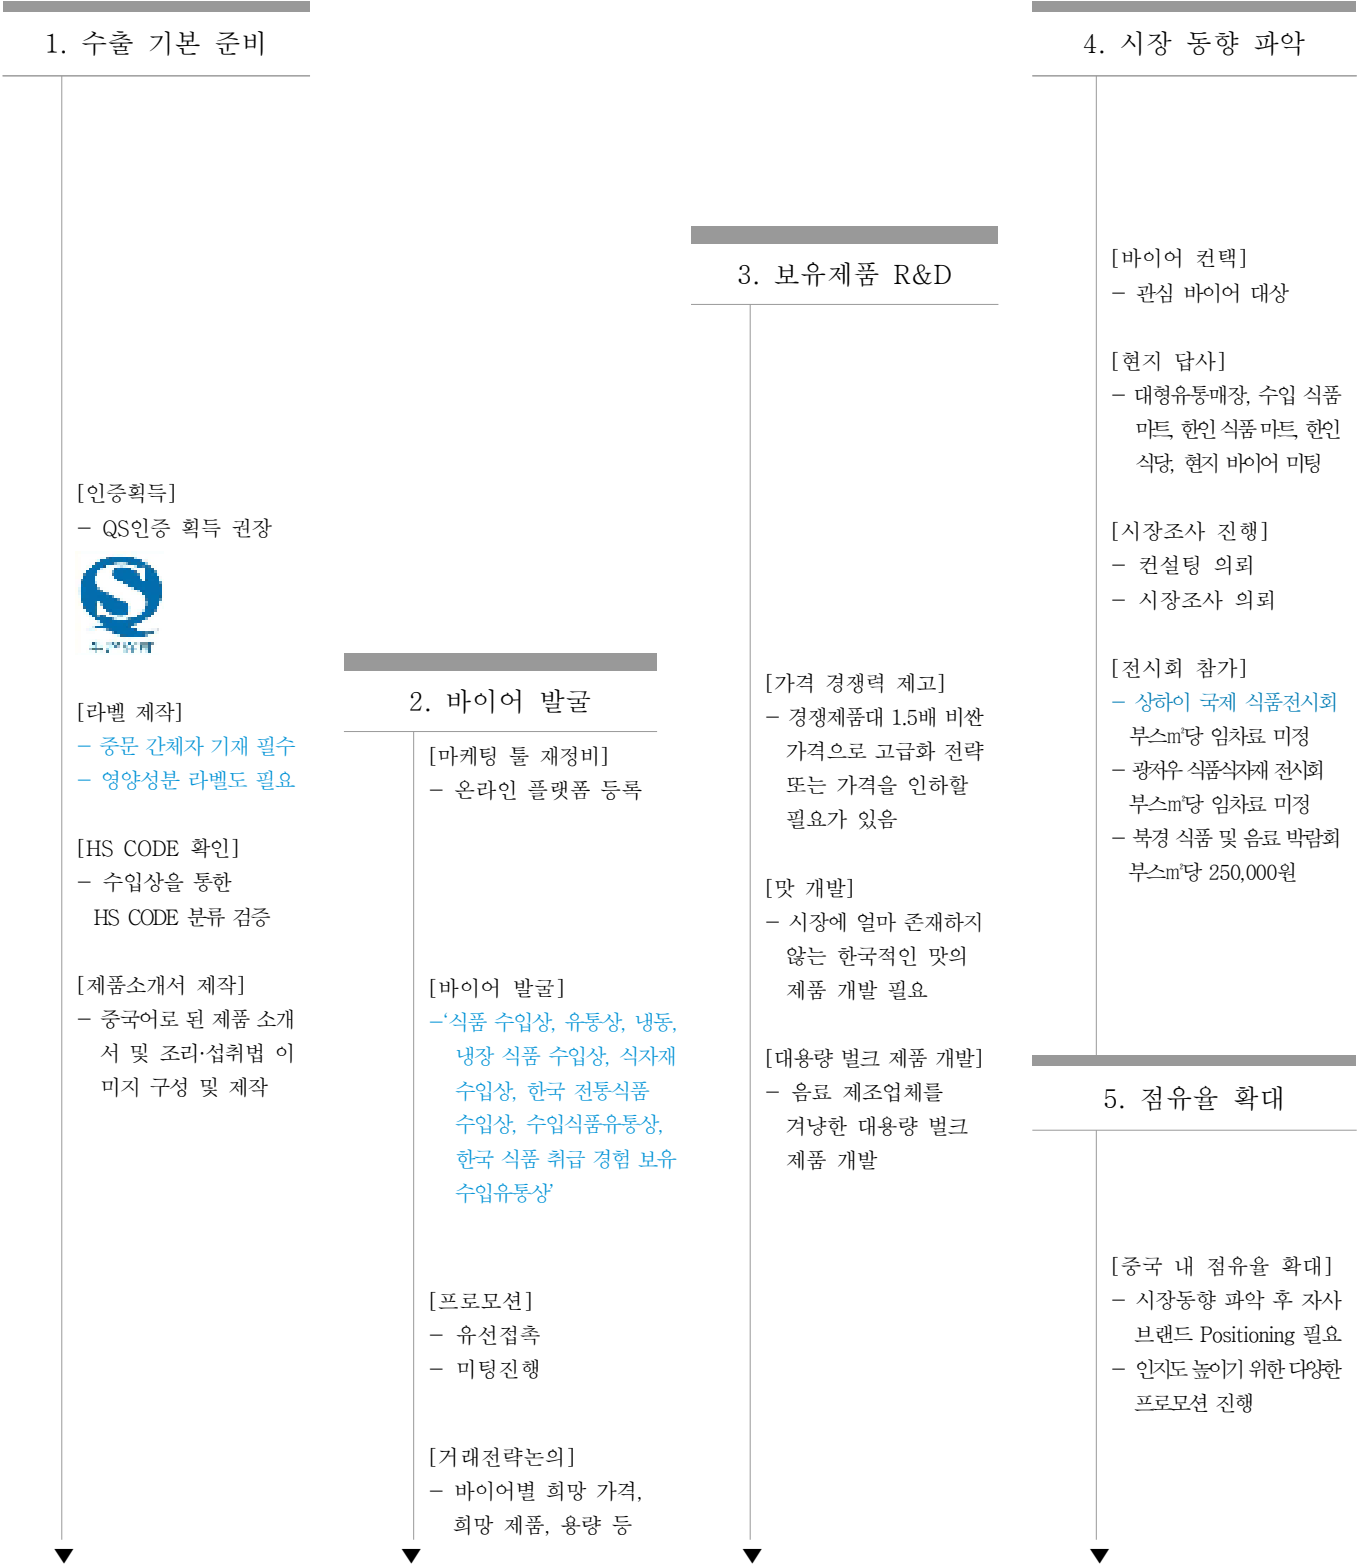 1. 수출 기본 준비
[인증획득]
- QS인증 획득 권장
[라벨 제작]
- 중문 간체자 기재 필수
- 영양성분 라벨도 필요
[HS CODE 확인]
- 수입상을 통한
HS CODE 분류 검증
[제품소개서 제작]
- 중국어로 된 제품 소개
서 및 조리·섭취법 이
미지 구성 및 제작
2. 바이어 발굴
[마케팅 툴 재정비]
- 온라인 플랫폼 등록
[바이어 발굴]
-‘식품 수입상, 유통상, 냉동,
냉장 식품 수입상, 식자재
수입상, 한국 전통식품
수입상, 수입식품유통상,
한국 식품 취급 경험 보유
수입유통상’
[프로모션]
- 유선접촉
- 미팅진행
[거래전략논의]
- 바이어별 희망 가격,
희망 제품, 용량 등
3. 보유제품 R&D
[가격 경쟁력 제고]
- 경쟁제품대 1.5배 비싼
가격으로 고급화 전략
또는 가격을 인하할
필요가 있음
[맛 개발]
- 시장에 얼마 존재하지
않는 한국적인 맛의
제품 개발 필요
[대용량 벌크 제품 개발]
- 음료 제조업체를
겨냥한 대용량 벌크
제품 개발
4. 시장 동향 파악
[바이어 컨택]
- 관심 바이어 대상
[현지 답사]
- 대형유통매장, 수입 식품
마트, 한인 식품 마트, 한인
식당, 현지 바이어 미팅
[시장조사 진행]
- 컨설팅 의뢰
- 시장조사 의뢰
[전시회 참가]
- 상하이 국제 식품전시회
부스㎡당 임차료 미정
- 광저우 식품식자재 전시회
부스㎡당 임차료 미정
- 북경 식품 및 음료 박람회
부스㎡당 250,000원
5. 점유율 확대
[중국 내 점유율 확대]
- 시장동향 파악 후 자사
브랜드 Positioning 필요
- 인지도 높이기 위한 다양한
프로모션 진행